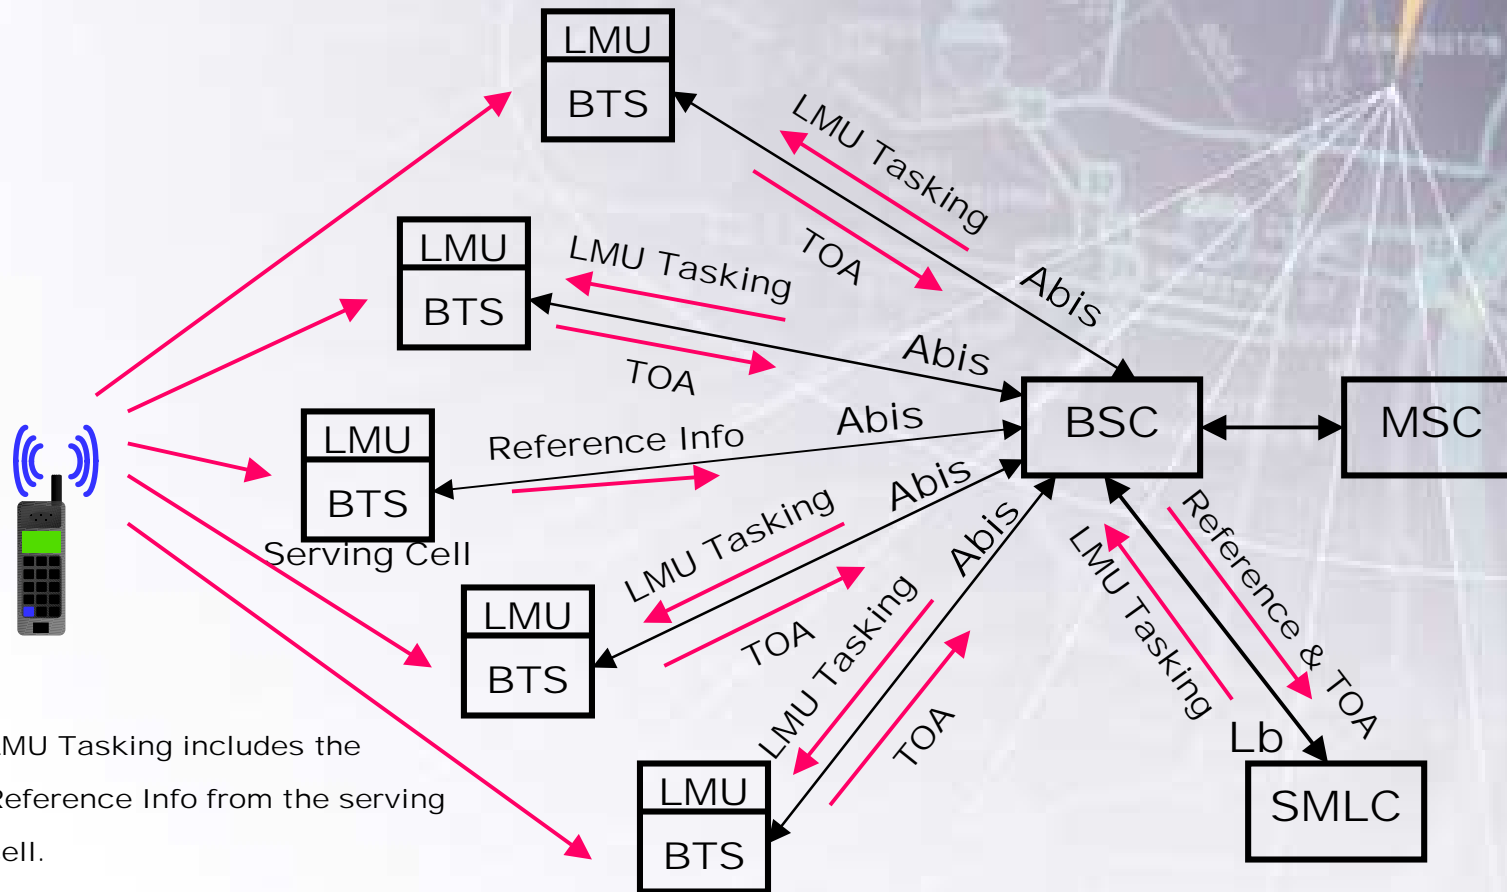 LMU
BTS
LMU Tasking
TOA
Abis
LMU
BTS
LMU Tasking
TOA
Abis
LMU
BTS
Serving Cell
Reference Info
Abis
BSC
MSC
LMU
BTS
LMU Tasking
TOA
Abis
LMU
BTS
LMU Tasking
TOA
Abis
LMU Tasking
Reference & TOA
Lb
SMLC
MU Tasking includes the
Reference Info from the serving
ell.